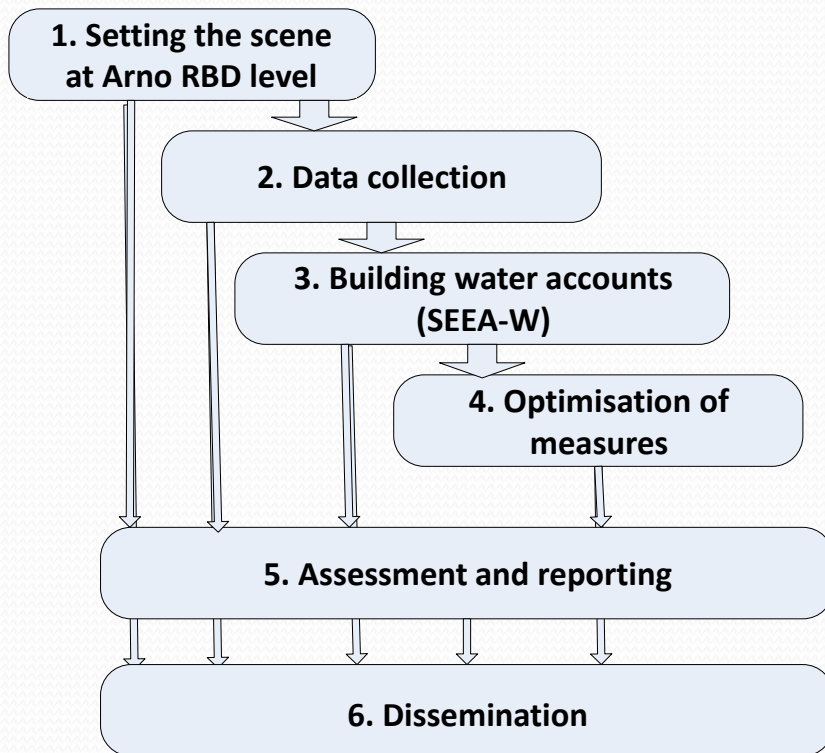 1. Setting the scene
at Arno RBD level
2. Data collection
3. Building water accounts
(SEEA-W)
4. Optimisation of
measures
5. Assessment and reporting
6. Dissemination